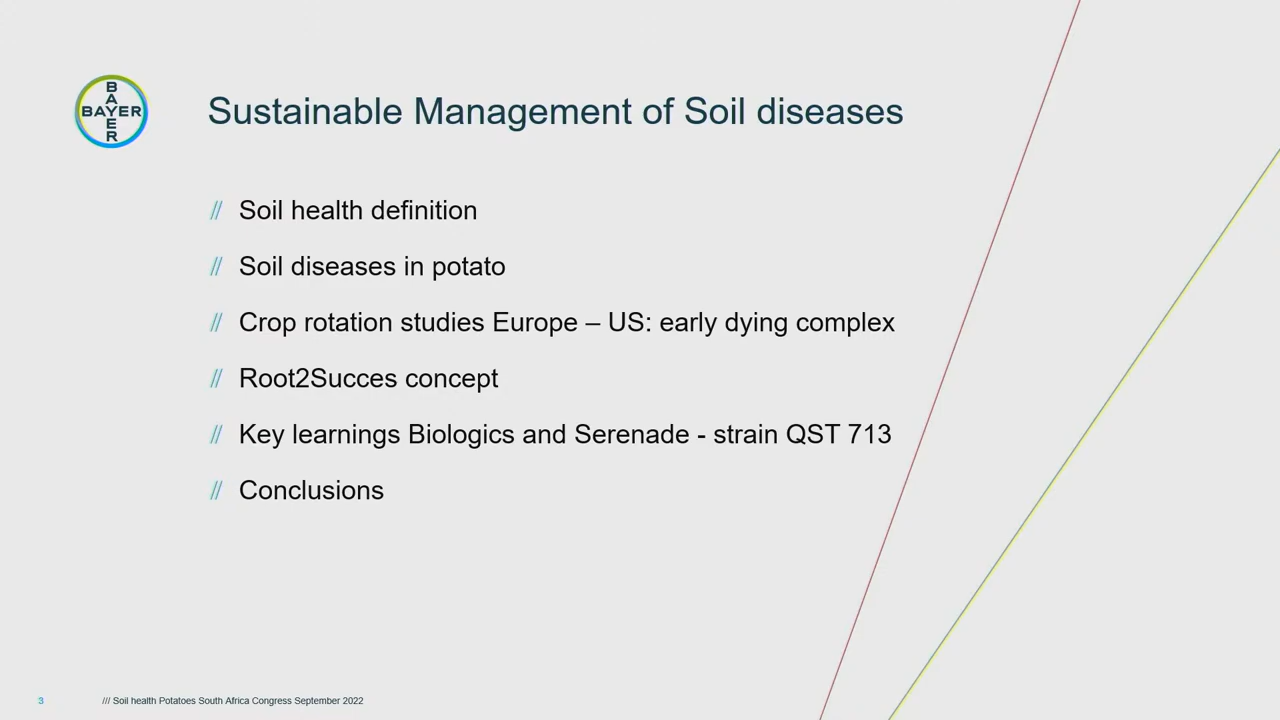 BAYER
BAYER
Sustainable Management of Soil diseases
// Soil health definition
// Soil diseases in potato
// Crop rotation studies Europe – US: early dying complex
// Root2Succes concept
// Key learnings Biologics and Serenade - strain QST 713
// Conclusions
3
/// Soil health Potatoes South Africa Congress September 2022